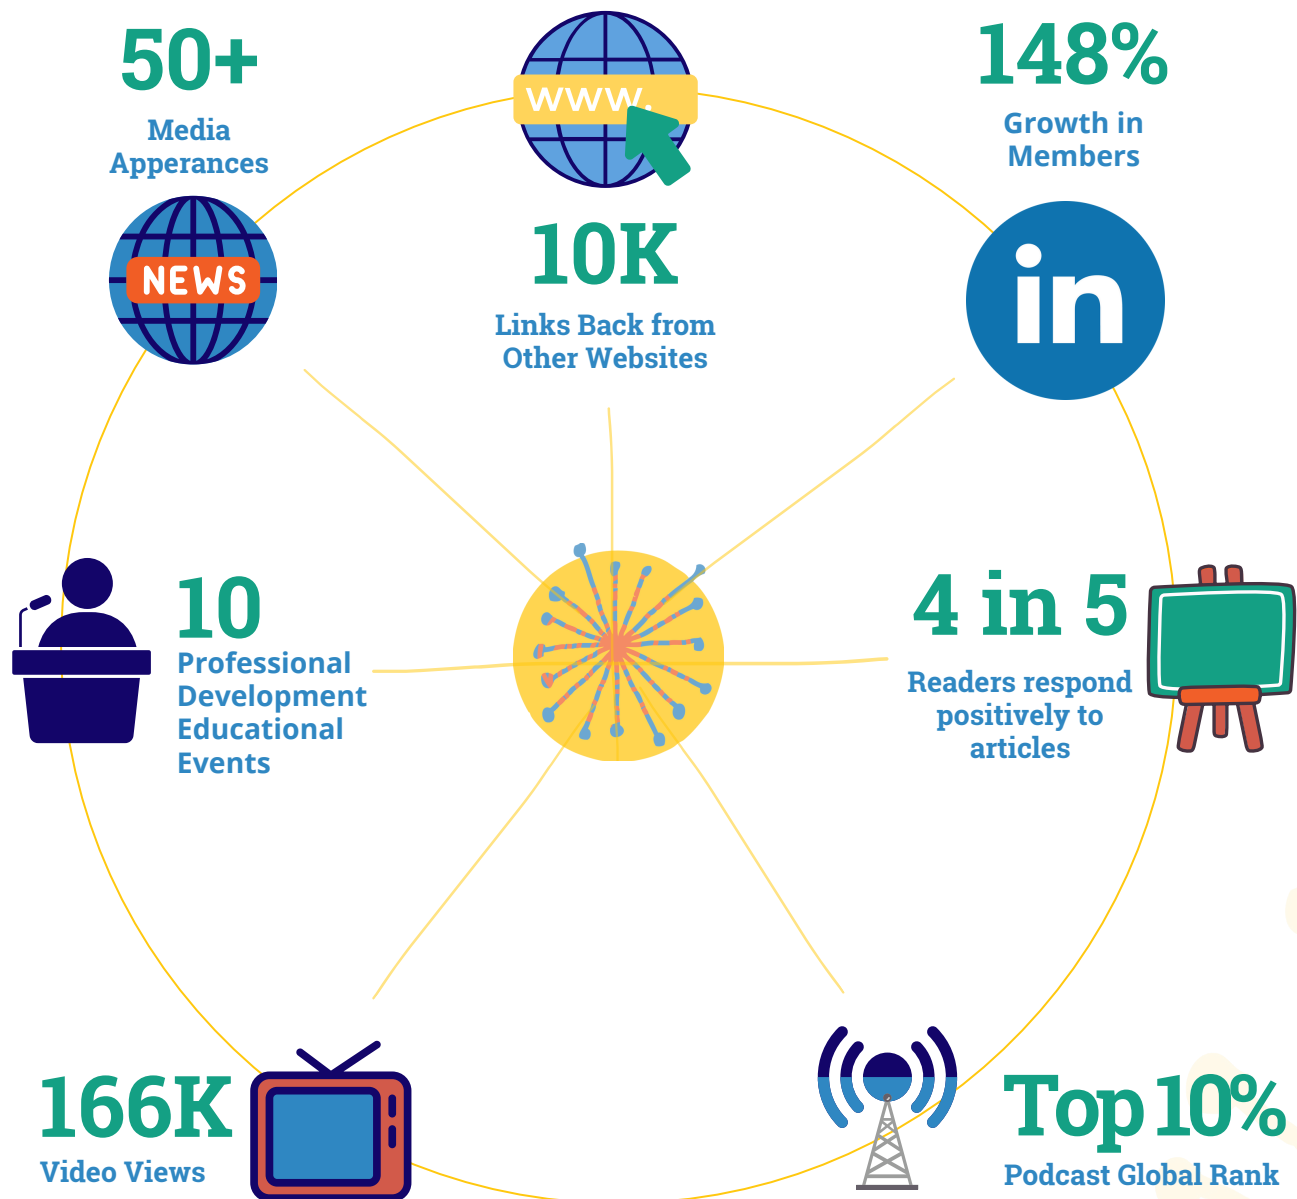 50+
Media
Apperances
NEWS
www.
10K
Links Back from
Other Websites
148%
Growth in
Members
in
10
Professional
Development
Educational
Events
4 in 5
Readers respond
positively to
articles
166K
Video Views
Top 10%
Podcast Global Rank